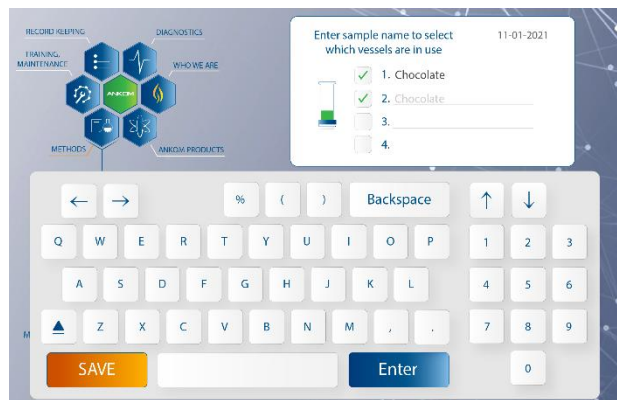 RECORD KEEPING
DIAGNOSTICS
TRAINING,
MAINTENANCE
WHO WE ARE
ANKOM
METHODS
ANKOM PRODUCTS
Enter sample name to select
which vessels are in use
11-01-2021
1. Chocolate
2. Chocolate
3.
4.
% ( ) Backspace
Q W E R T Y U I O P 1 2 3
A S D F G H J K L 4 5 6
M
Z X C V B N M , . 7 8 9
SAVE Enter 0